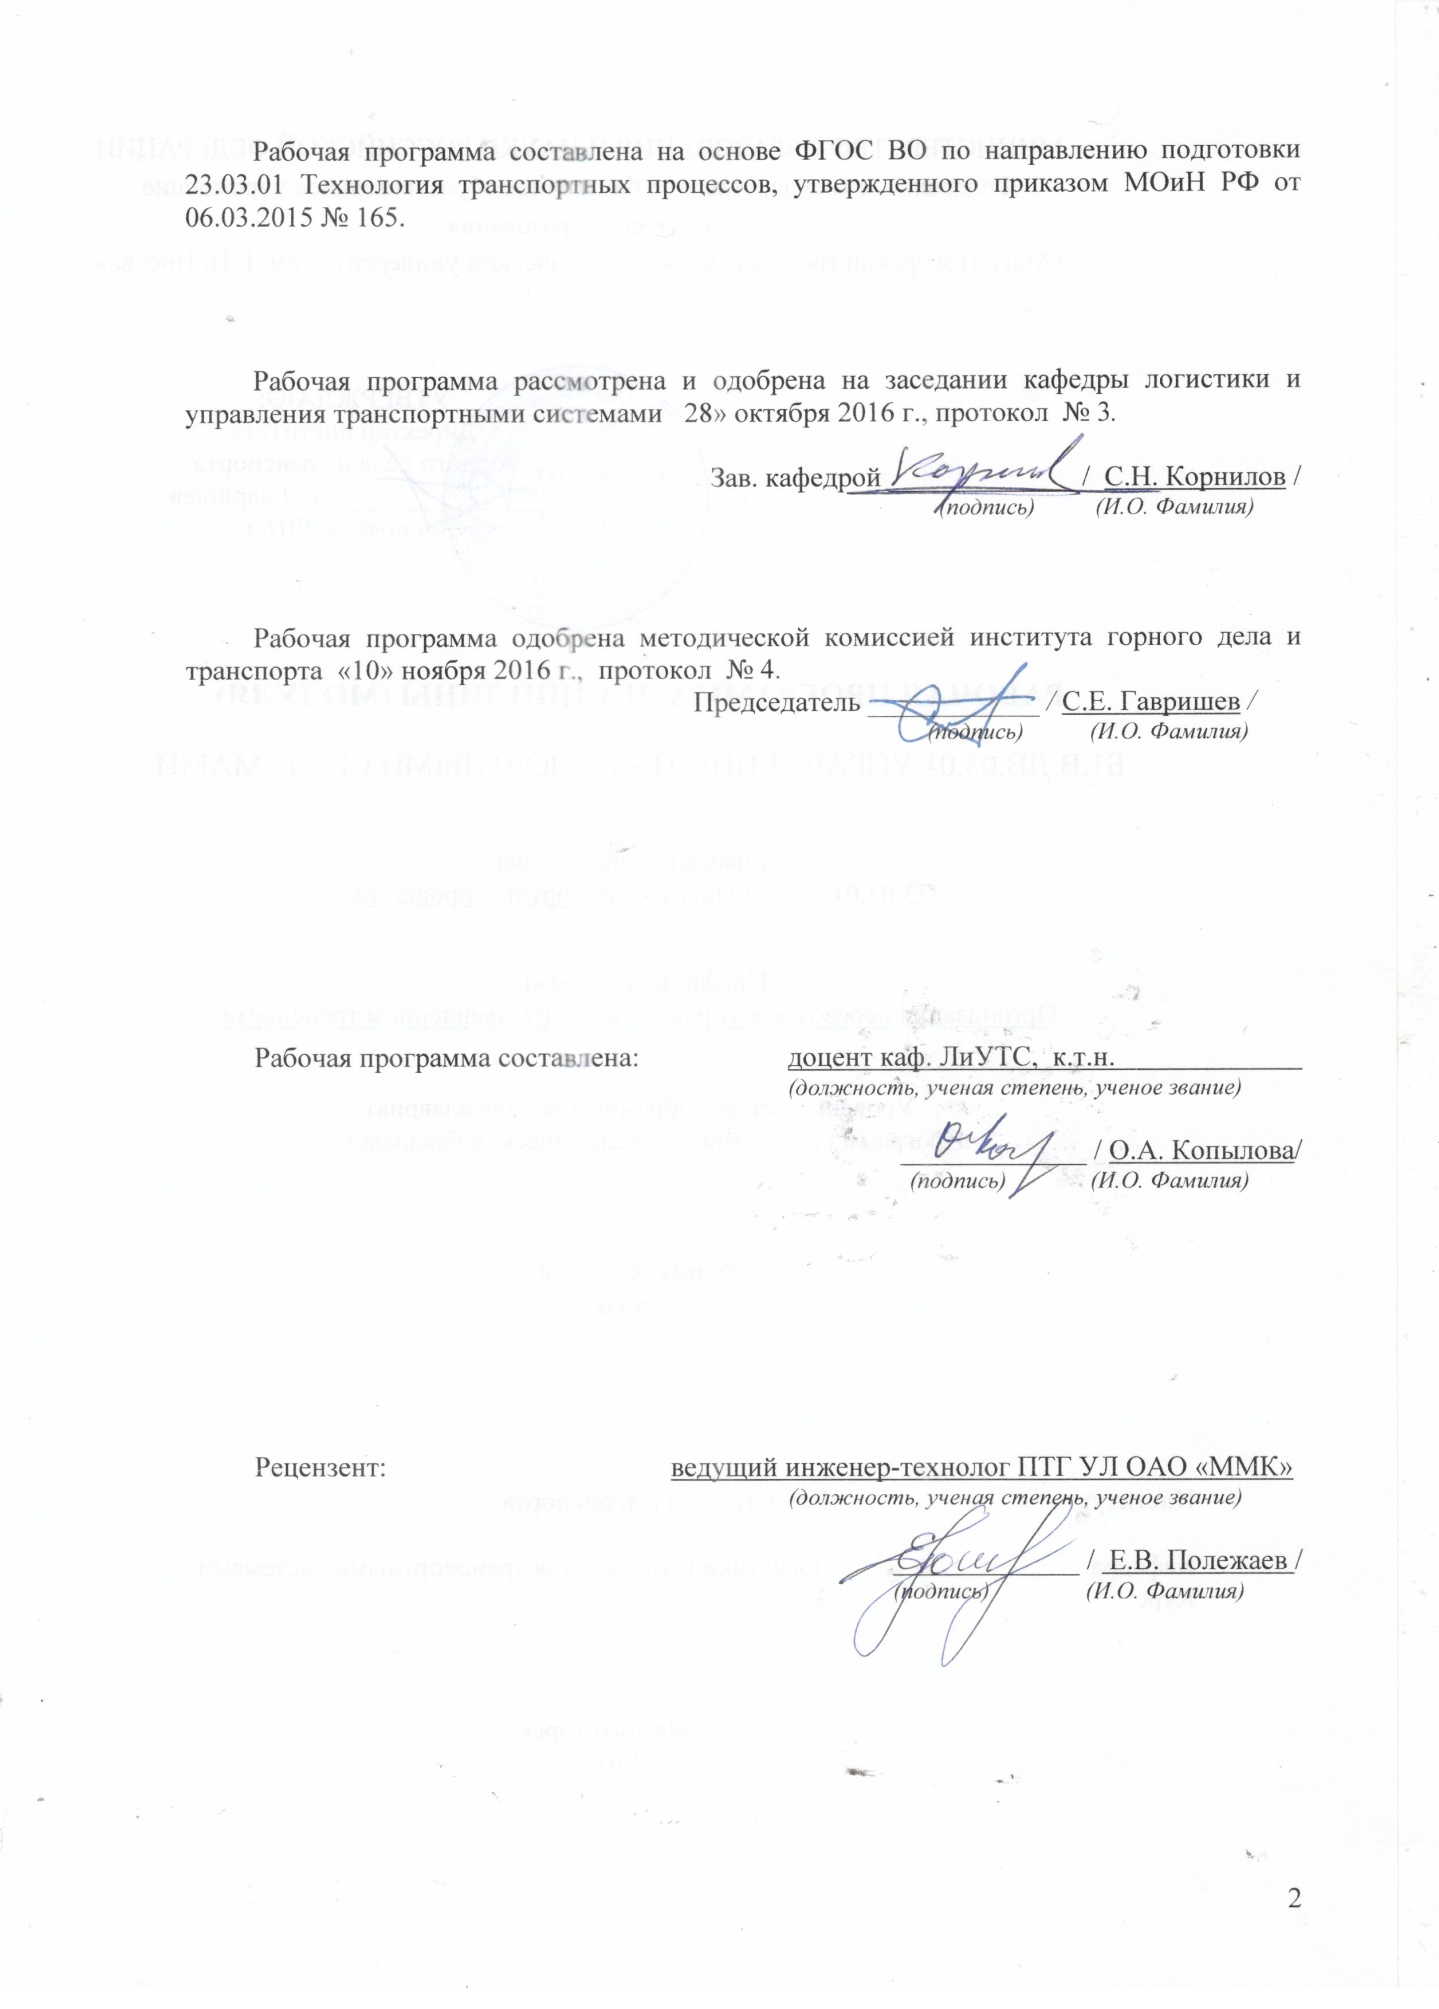 Рабочая программа составлена на основе ФГОС ВО по направлению подготовки
23.03.01 Технология транспортных процессов, утвержденного приказом МОиН РФ от
06.03.2015 № 165.
Рабочая программа рассмотрена и одобрена на заседании кафедры логистики и
управления транспортными системами 28» октября 2016 г., протокол № 3.
Зав. кафедрой / С.Н. Корнилов /
(подпись) (И.О. Фамилия)
Рабочая программа одобрена методической комиссией института горного дела и
транспорта «10» ноября 2016 г., протокол № 4.
Председатель / С.Е. Гавришев /
(подпись) (И.О. Фамилия)
Рабочая программа составлена: доцент каф. ЛиУТС, к.т.н.
(должность, ученая степень, ученое звание)
/ О.А. Копылова/
(подпись) (И.О. Фамилия)
Рецензент: ведущий инженер-технолог ПТГ УЛ ОАО «ММК»
(должность, ученая степень, ученое звание)
/ Е.В. Полежаев /
(подпись) (И.О. Фамилия)
2